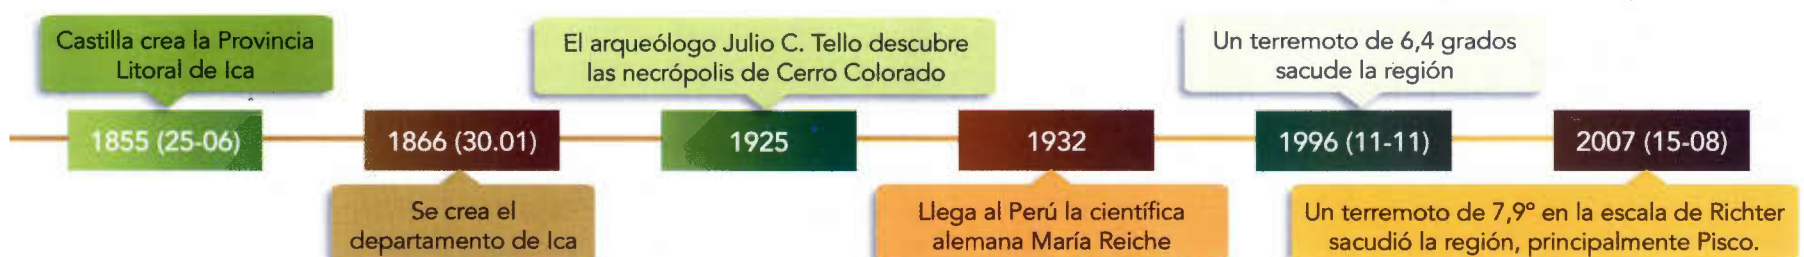 Castilla crea la Provincia
Litoral de Ica
El arqueólogo Julio C. Tello descubre
las necrópolis de Cerro Colorado
Un terremoto de 6,4 grados
sacude la región
1855 (25-06)
1866 (30.01)
1925
1932
1996 (11-11)
2007 (15-08)
Se crea el
departamento de Ica
Llega al Perú la científica
alemana María Reiche
Un terremoto de 7,9° en la escala de Richter
sacudió la región, principalmente Pisco.